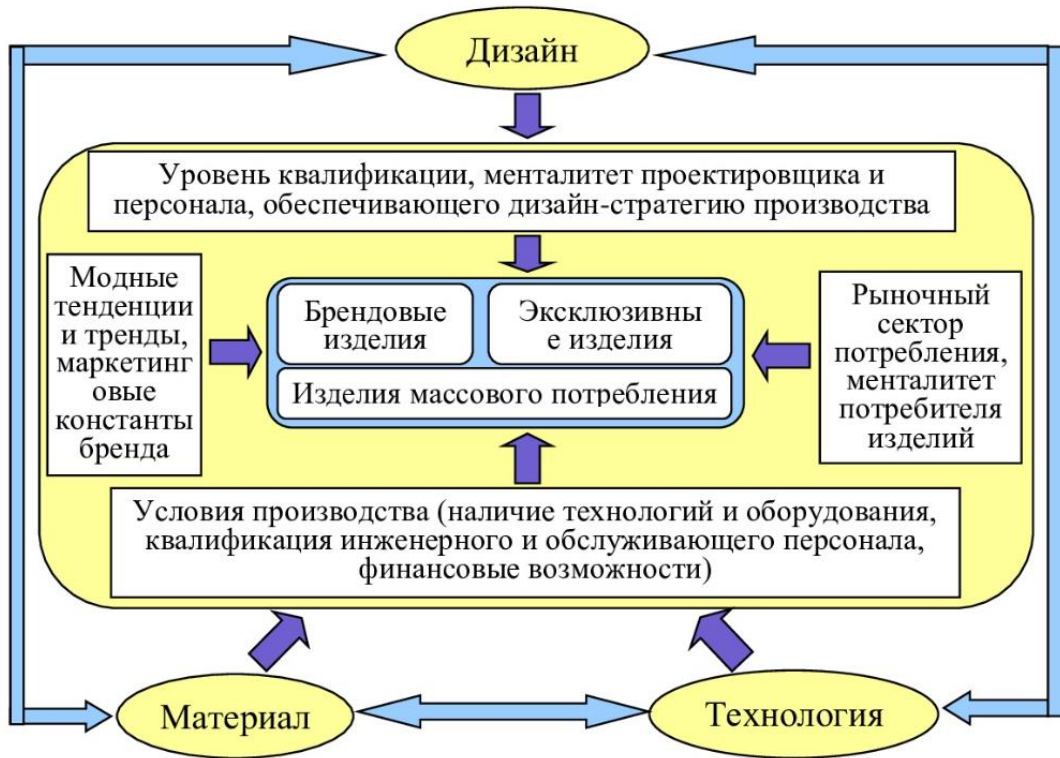 Дизайн
Уровень квалификации, менталитет проектировщика и
персонала, обеспечивающего дизайн-стратегию производства
Модные
тенденции
и тренды,
маркетинг
овые
константы
бренда
Брендовые
изделия
Эксклюзивны
е изделия
Изделия массового потребления
Рыночный
сектор
потребления,
менталитет
потребителя
изделий
Условия производства (наличие технологий и оборудования,
квалификация инженерного и обслуживающего персонала,
финансовые возможности)
Материал
Технология